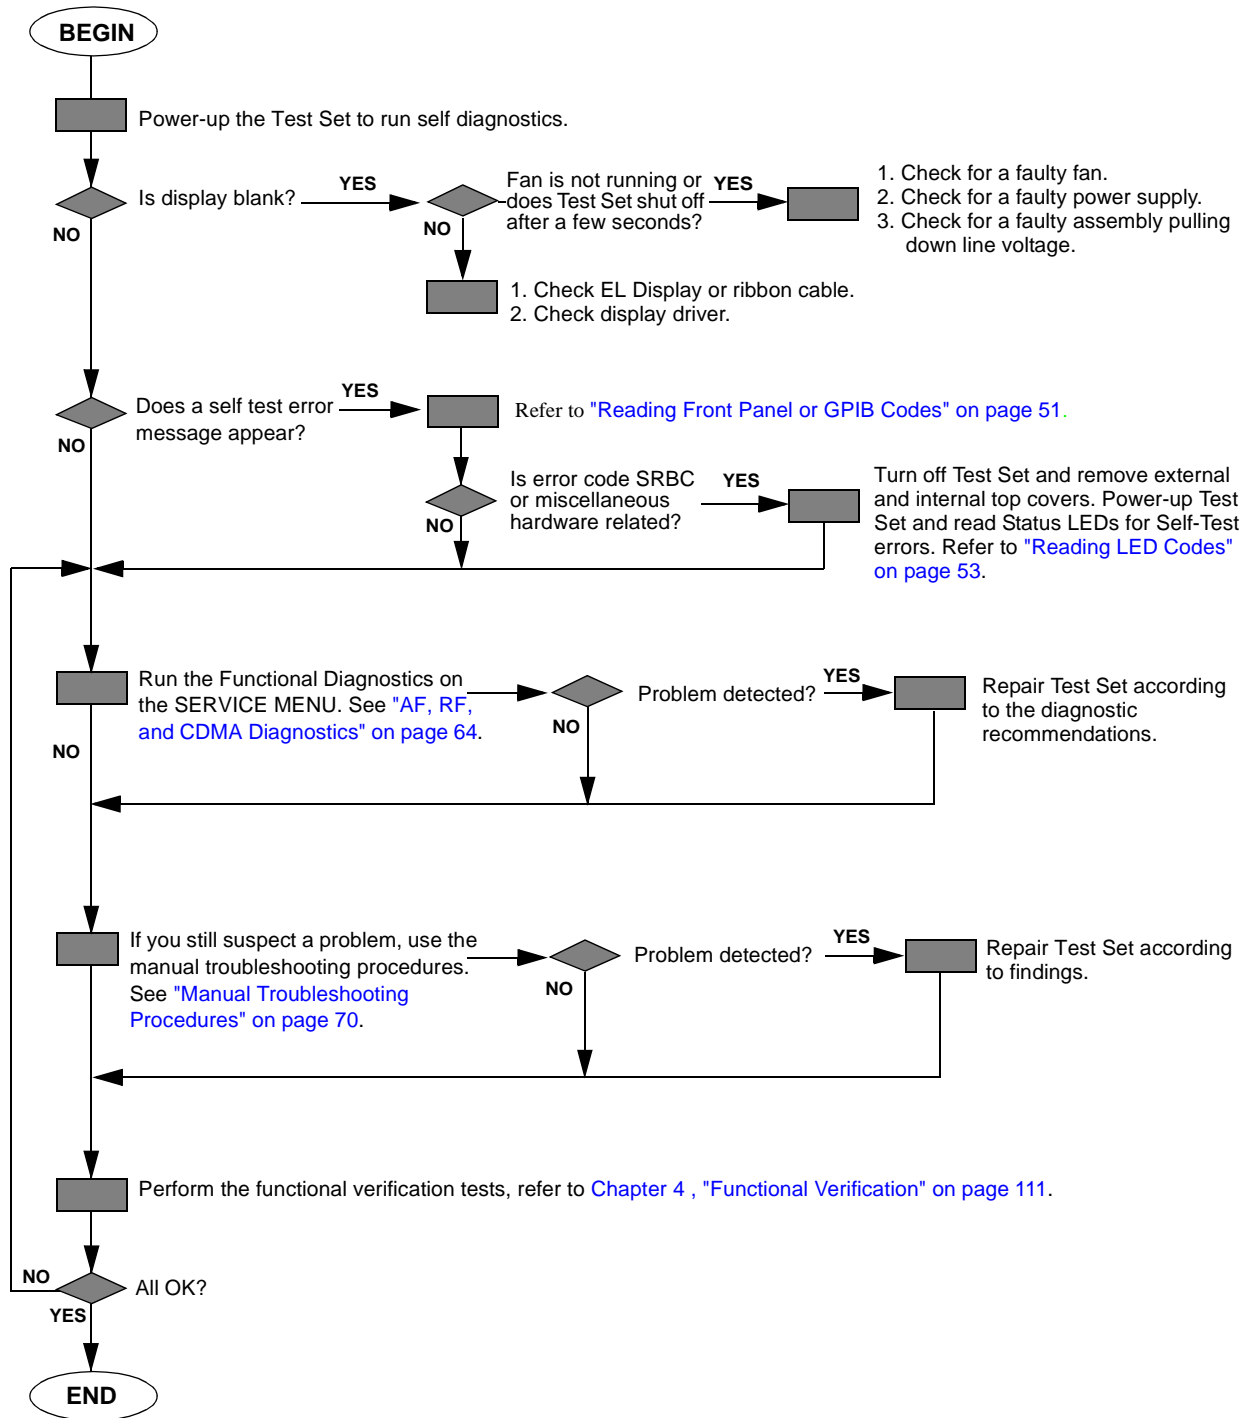 BEGIN
Power-up the Test Set to run self diagnostics.
Is display blank?
YES
NO
Fan is not running or
does Test Set shut off
after a few seconds?
YES
NO
1. Check for a faulty fan.
2. Check for a faulty power supply.
3. Check for a faulty assembly pulling
down line voltage.
1. Check EL Display or ribbon cable.
2. Check display driver.
Does a self test error
message appear?
YES
NO
Refer to "Reading Front Panel or GPIB Codes" on page 51.
Is error code SRBC
or miscellaneous
hardware related?
YES
NO
Turn off Test Set and remove external
and internal top covers. Power-up Test
Set and read Status LEDs for Self-Test
errors. Refer to "Reading LED Codes"
on page 53.
Run the Functional Diagnostics on
the SERVICE MENU. See "AF, RF,
and CDMA Diagnostics" on page 64.
NO
Problem detected?
YES
NO
Repair Test Set according
to the diagnostic
recommendations.
If you still suspect a problem, use the
manual troubleshooting procedures.
See "Manual Troubleshooting
Procedures" on page 70.
Problem detected?
YES
NO
Repair Test Set according
to findings.
Perform the functional verification tests, refer to Chapter 4 , "Functional Verification" on page 111.
NO
All OK?
YES
END